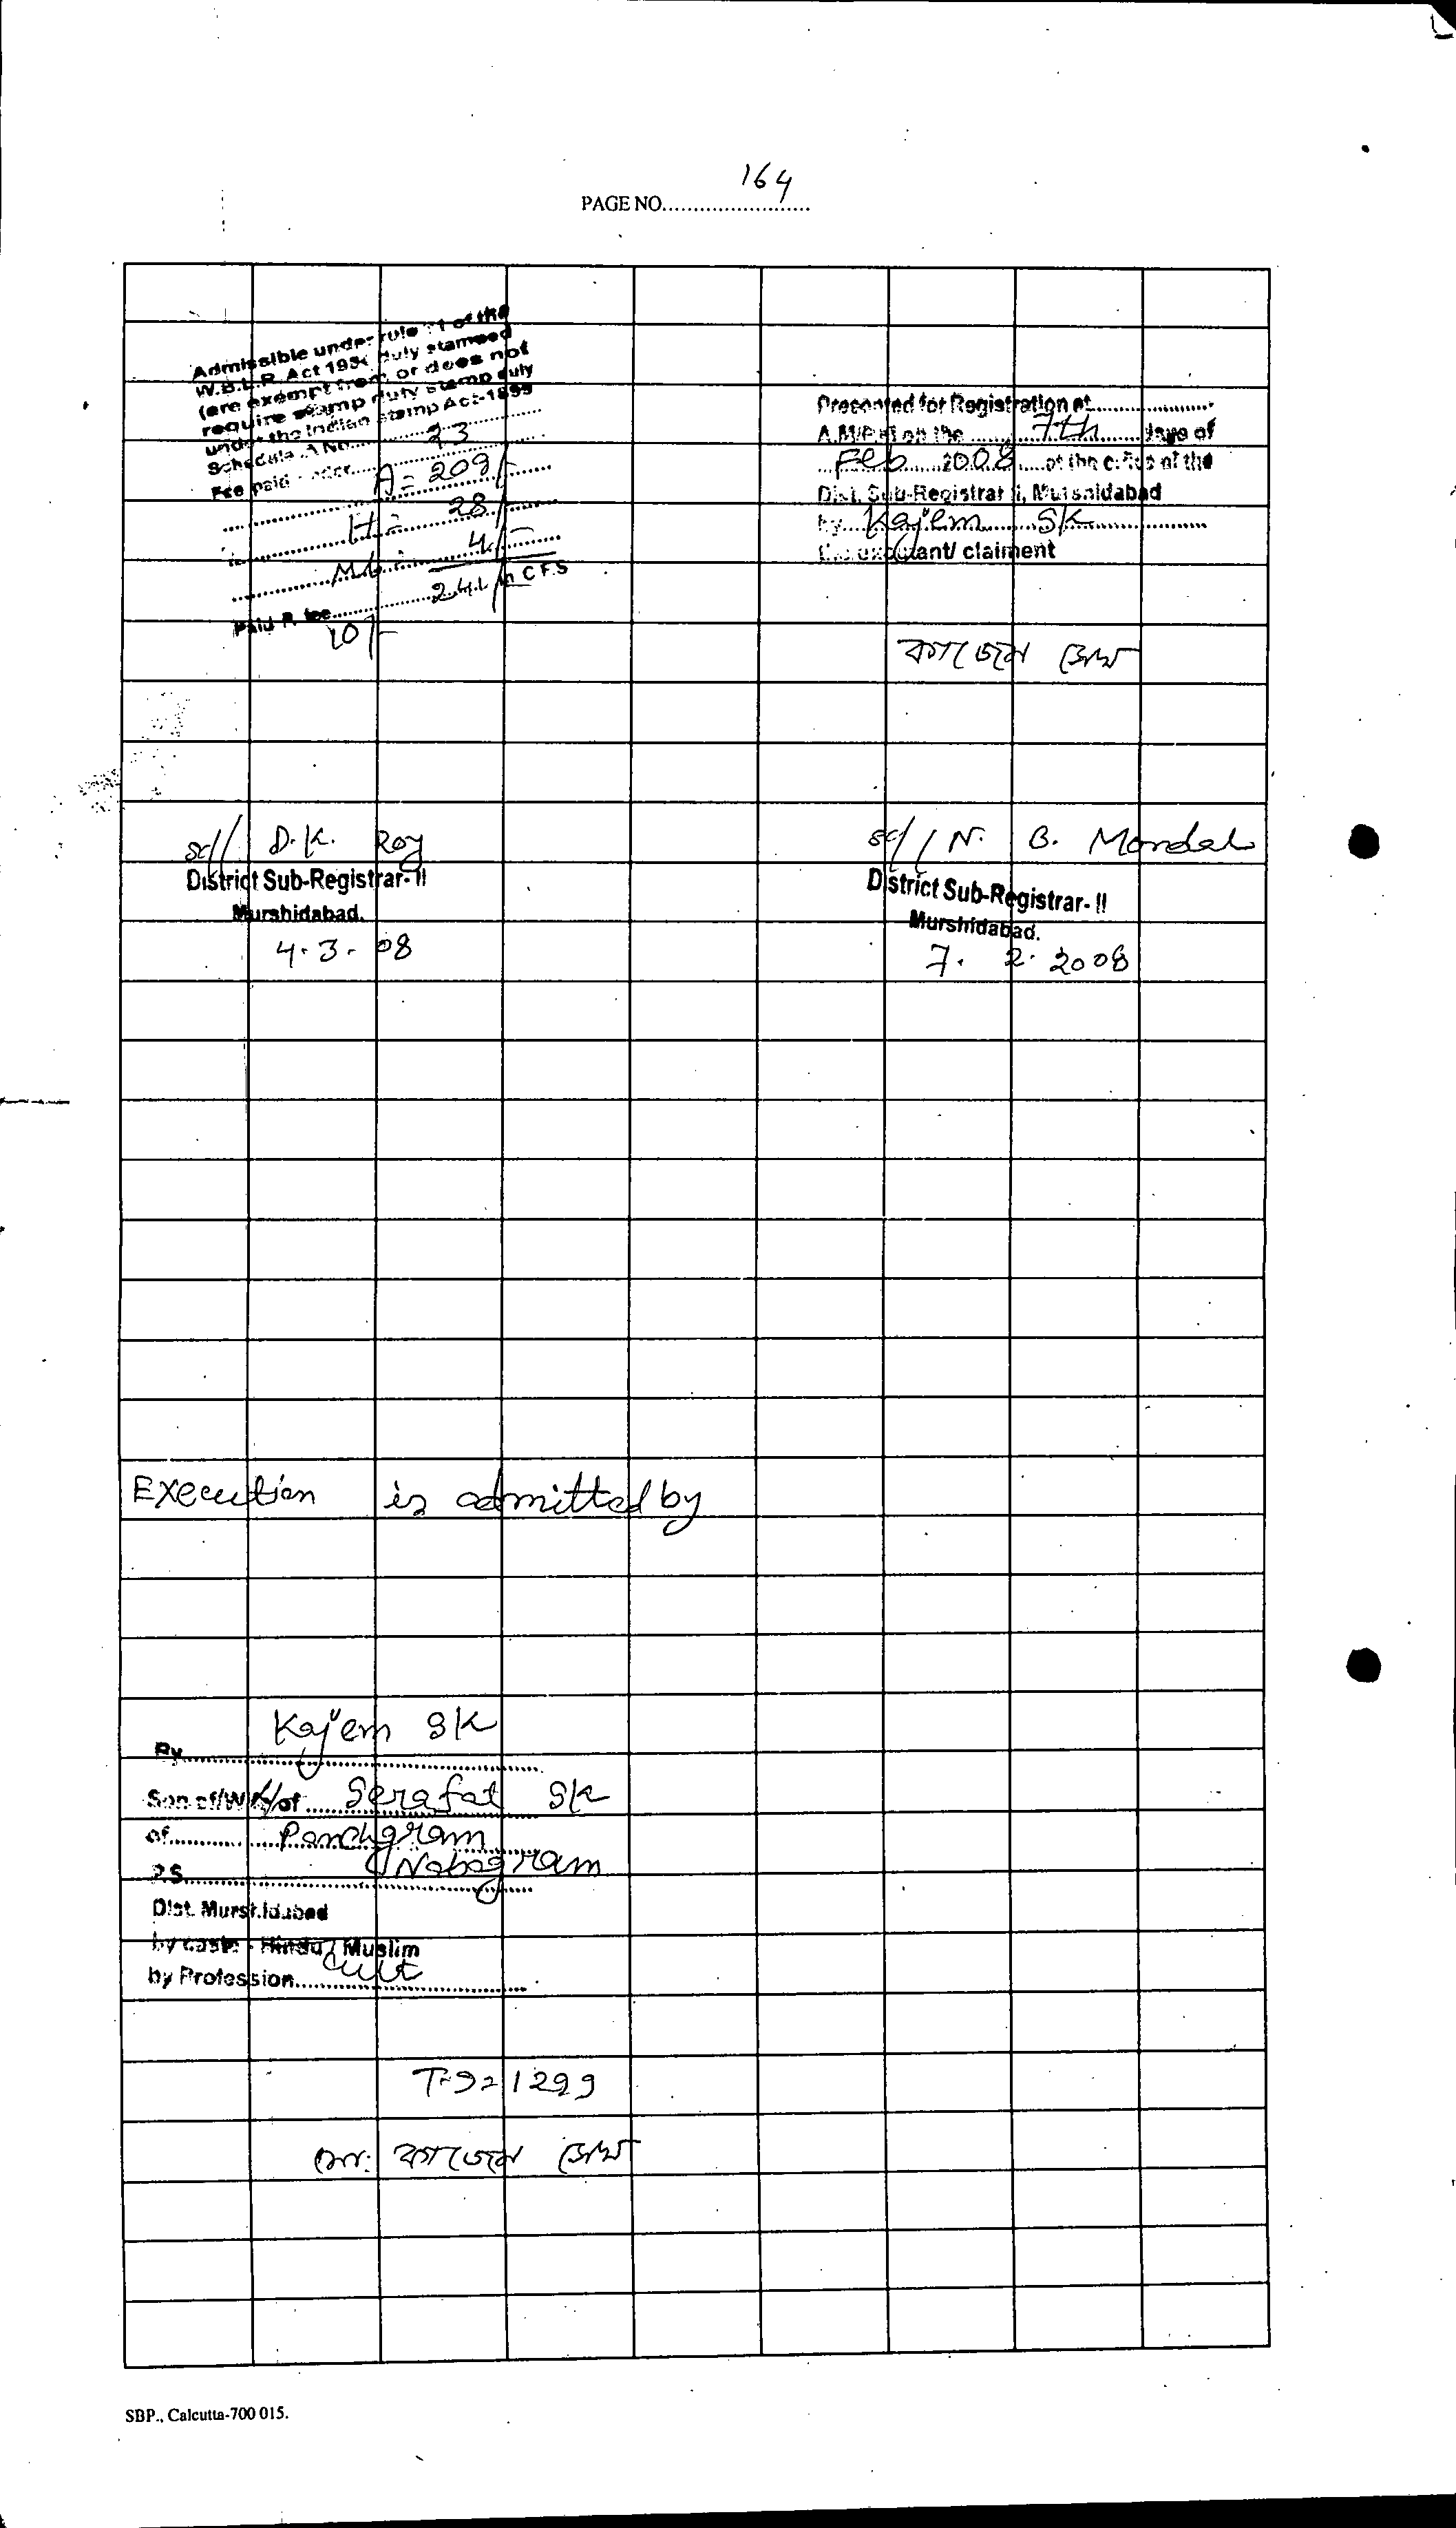 PAGE NO. 164
Admissible under rule 21 of the
W.B.L.R. Act 195 duly stamped
(are exempt from or does not
require stamp duty stamp duly
under the Indian stamp Act-1899
Schedule A No. 23
Fee paid under
A = 209/-
H = 28/-
4/-
241/- in C.F.S
Paid P. fee
10/-
Presented for Registration at
A.M/P.M on the 7th days of
Feb 2008 at the office of the
Dist. Sub-Registrar II, Murshidabad
by Kajem SK
the executant/ claiment
কাজেম সেখ
sd// D.K. Roy
District Sub-Registrar- II
Murshidabad.
4.3.08
sd// N. B. Mondal
District Sub-Registrar- II
Murshidabad.
7. 2. 2008
Execution is admitted by
By Kajem SK
Son of/W/of Serafat SK
of Panchgram
P.S. Nabagram
Dist. Murshidabad
by caste - Hindu / Muslim
by Profession cult
1299
কাজেম সেখ
SBP., Calcutta-700 015.